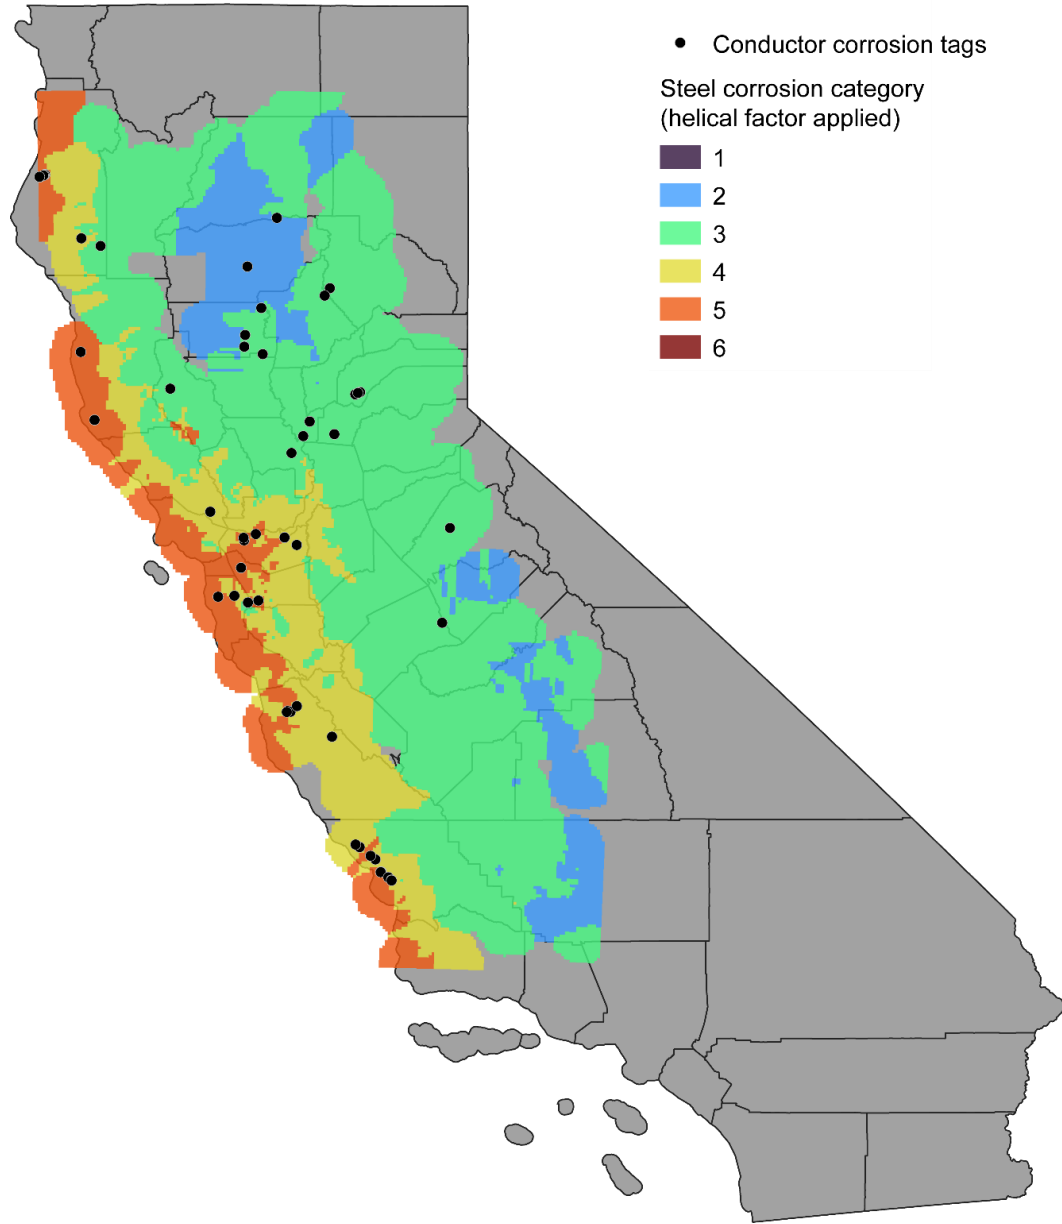 Conductor corrosion tags
Steel corrosion category
(helical factor applied)
1
2
3
4
5
6